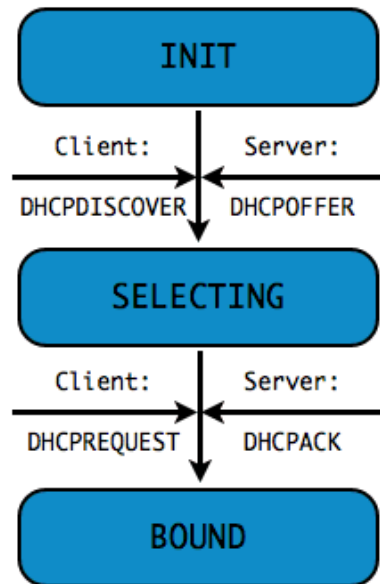 INIT
Client: Server:
DHCPDISCOVER DHCPOFFER
SELECTING
Client: Server:
DHCPREQUEST DHCPACK
BOUND